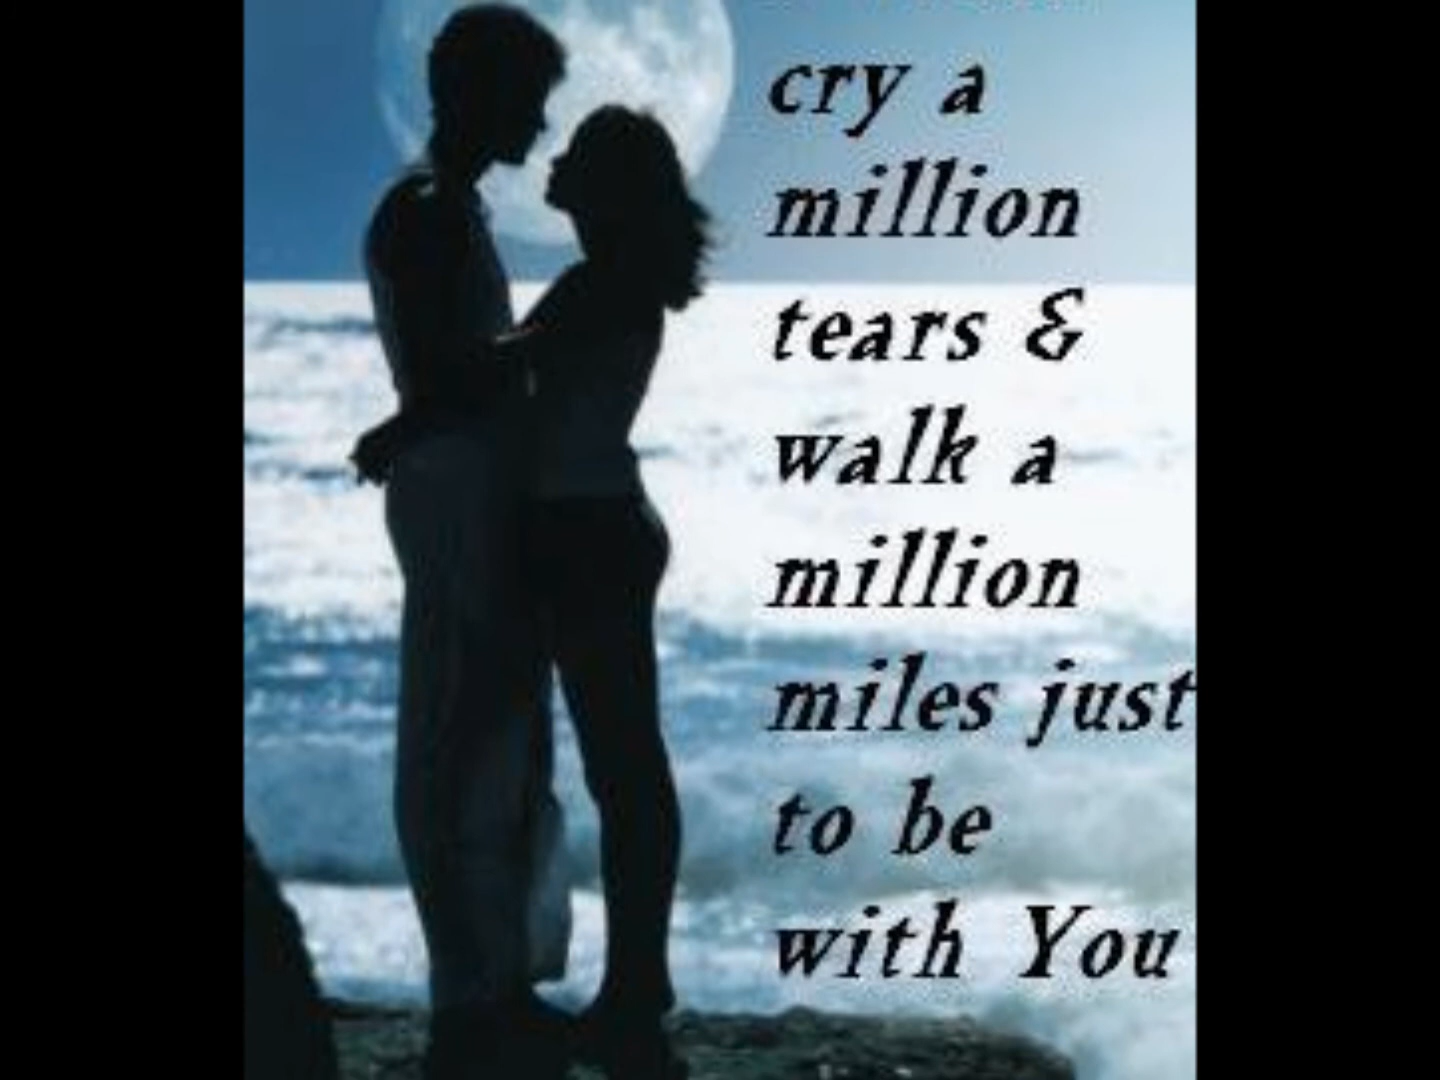 cry a
million
tears &
walk a
million
miles just
to be
with You